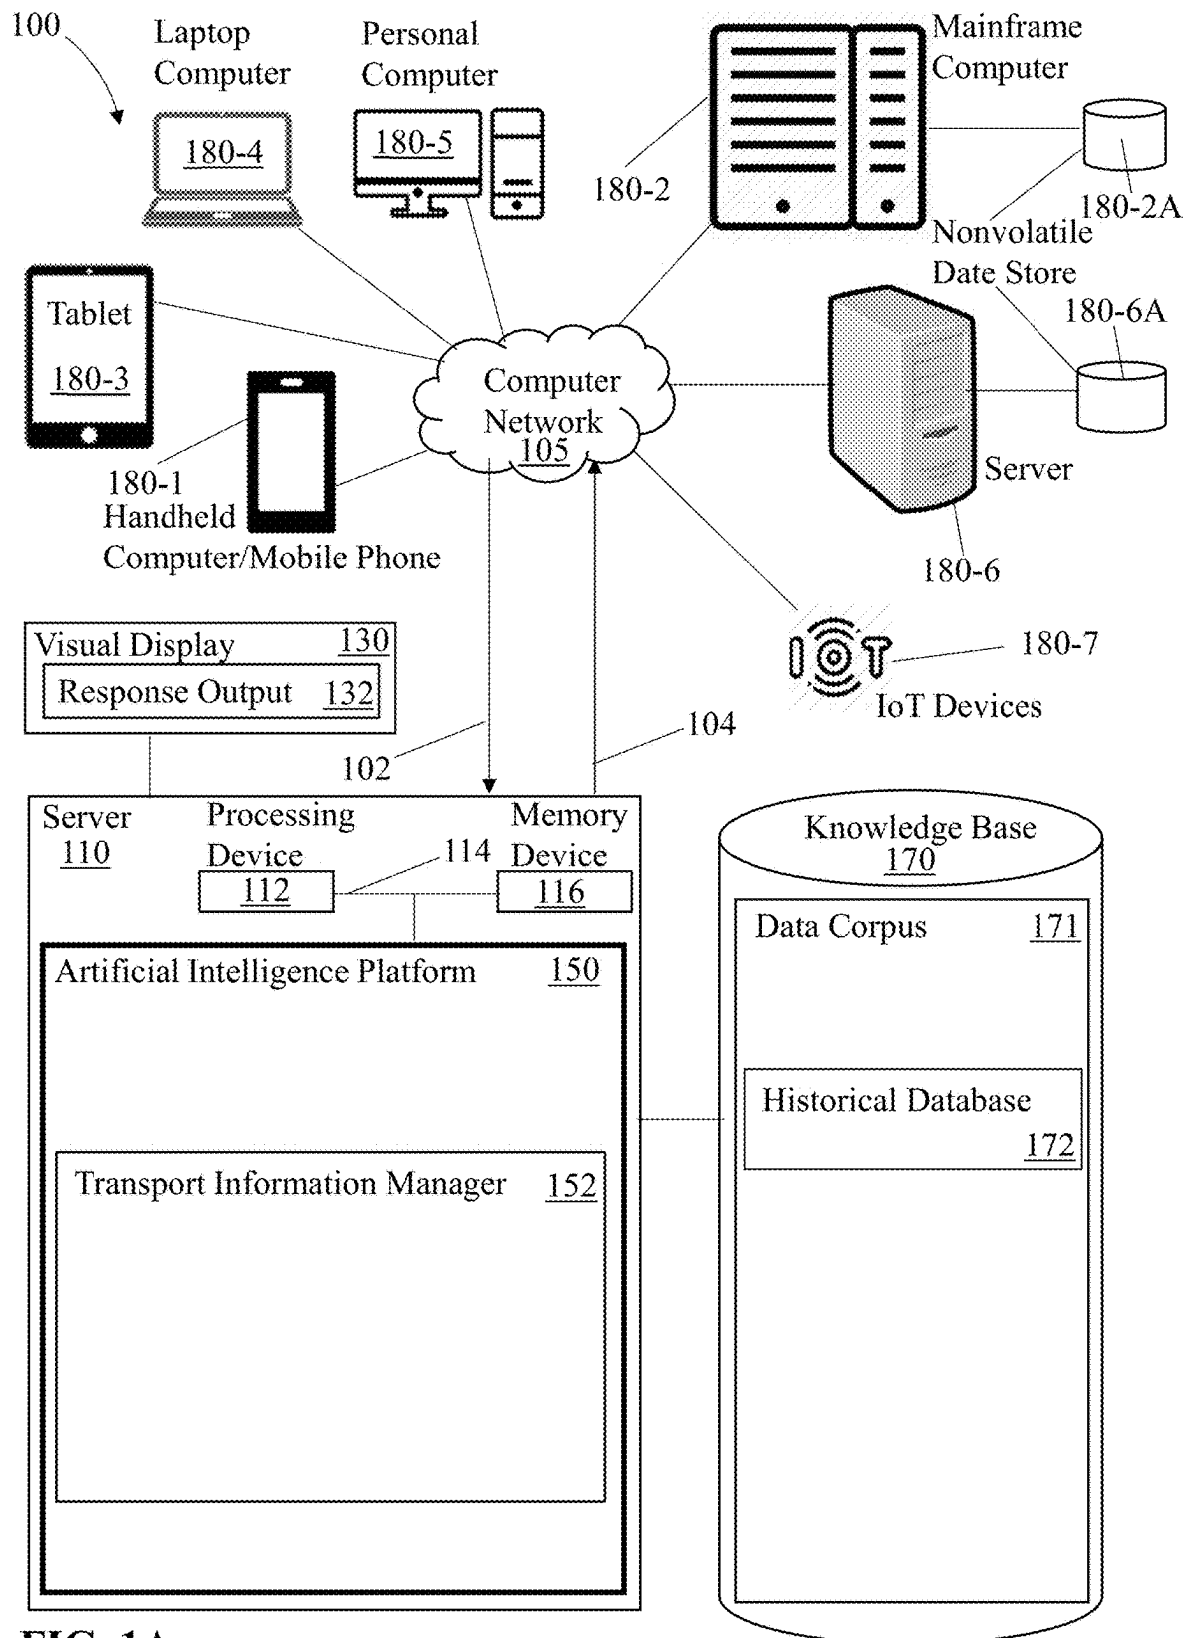 100
Laptop
Computer
180-4
Personal
Computer
180-5
Mainframe
Computer
180-2
180-2A
Nonvolatile
Date Store
180-6A
Tablet
180-3
Computer
Network
105
180-1
Handheld
Computer/Mobile Phone
Server
180-6
180-7
IoT
IoT Devices
Visual Display 130
Response Output 132
102
104
Server
110
Processing
Device
112
114
Memory
Device
116
Artificial Intelligence Platform 150
Transport Information Manager 152
Knowledge Base
170
Data Corpus 171
Historical Database
172
FIG. 1A